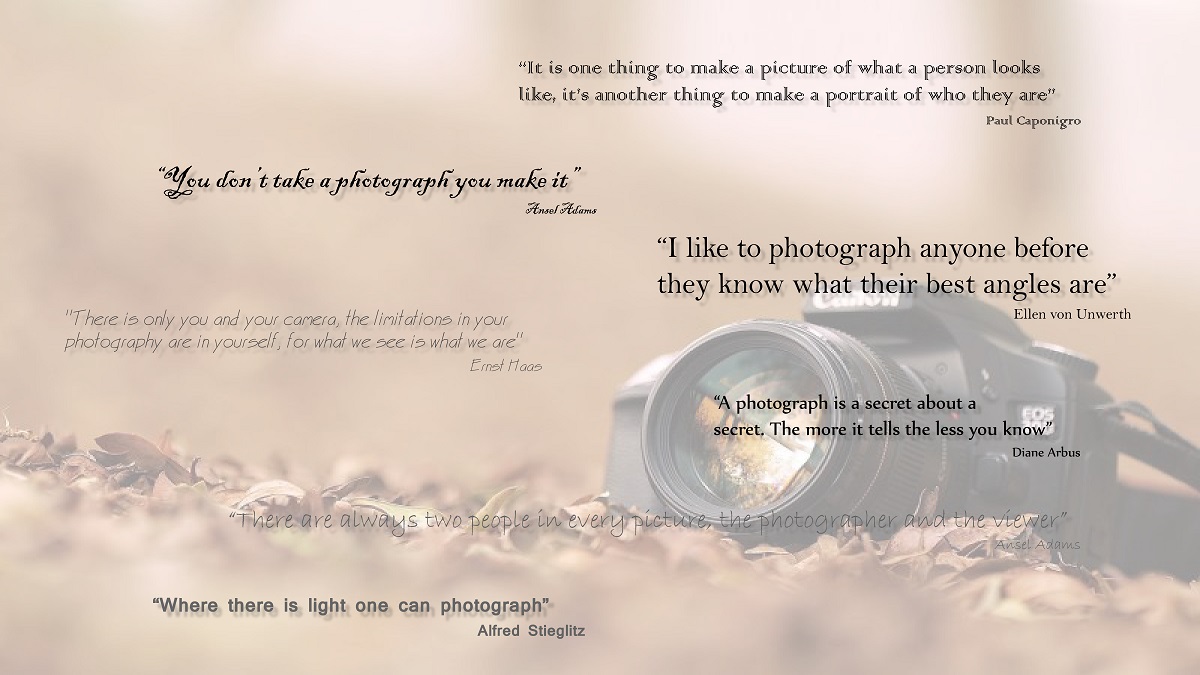 “It is one thing to make a picture of what a person looks
like, it's another thing to make a portrait of who they are”
Paul Caponigro
“You don't take a photograph you make it”
Ansel Adams
“I like to photograph anyone before
they know what their best angles are”
Ellen von Unwerth
Canon
"There is only you and your camera, the limitations in your
photography are in yourself, for what we see is what we are"
Ernst Haas
“A photograph is a secret about a
secret. The more it tells the less you know”
Diane Arbus
EOS
“There are always two people in every picture, the photographer and the viewer”
Ansel Adams
“Where there is light one can photograph”
Alfred Stieglitz